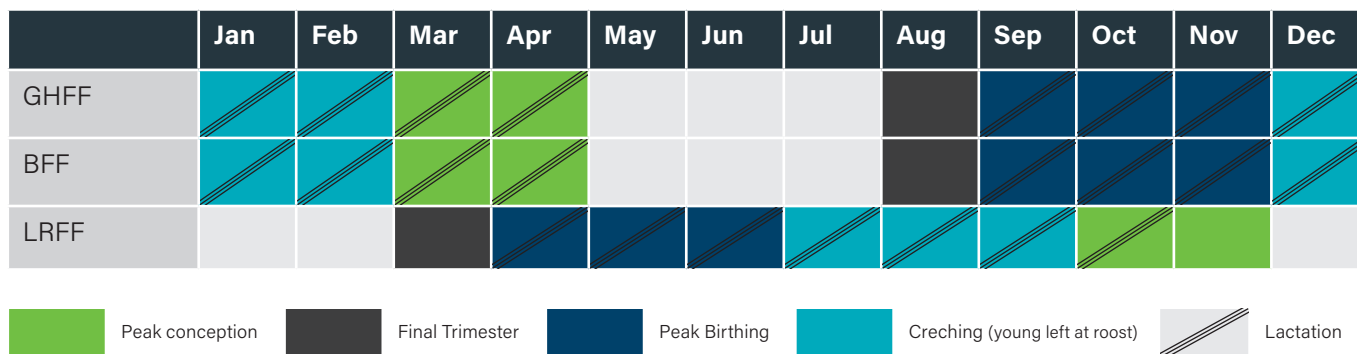 Jan Feb Mar Apr May Jun Jul Aug Sep Oct Nov Dec
GHFF
BFF
LRFF
Peak conception Final Trimester Peak Birthing Creching (young left at roost) Lactation